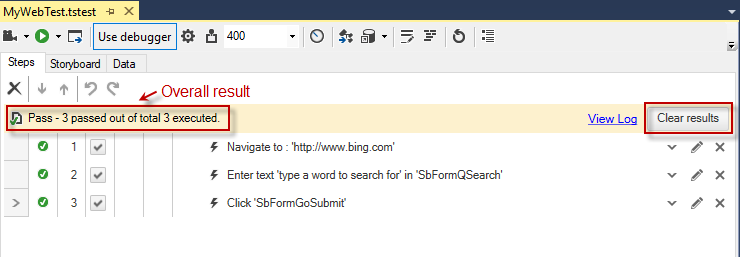 MyWebTest.tstest
Use debugger 400
Steps Storyboard Data
Overall result
Pass - 3 passed out of total 3 executed. View Log Clear results
1 Navigate to : 'http://www.bing.com'
2 Enter text 'type a word to search for' in 'SbFormQSearch'
3 Click 'SbFormGoSubmit'